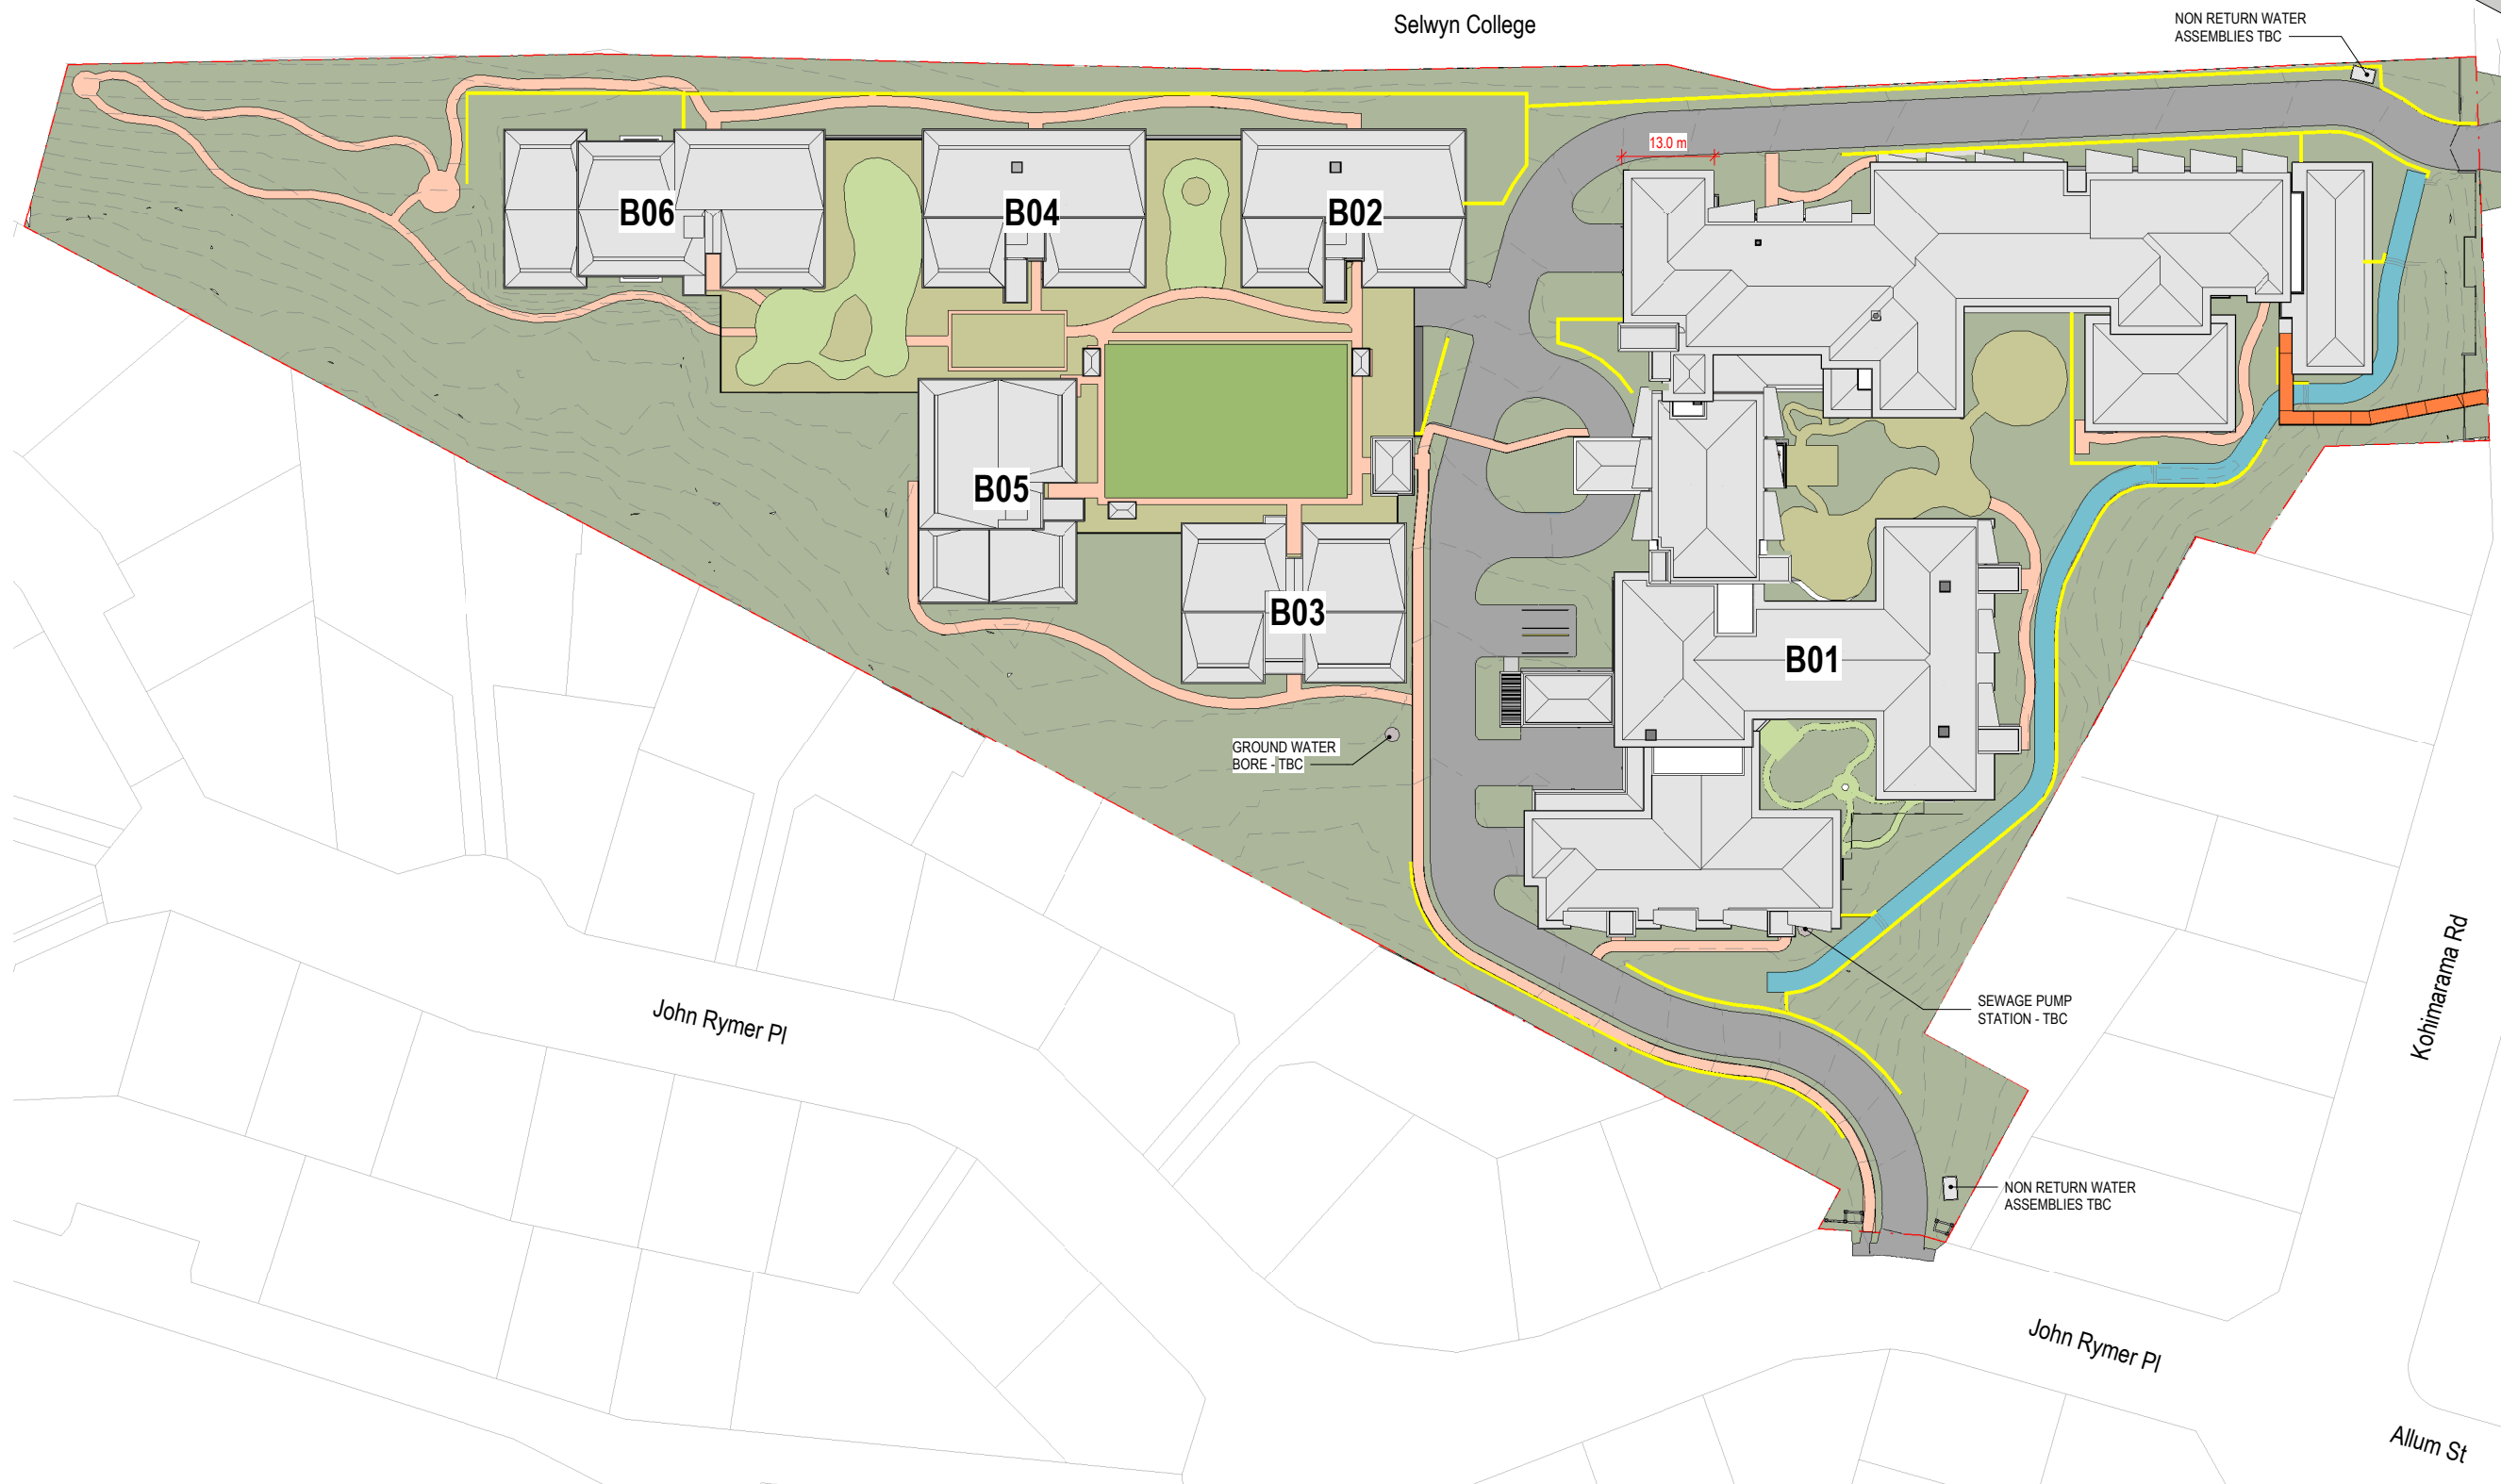 Selwyn College
NON RETURN WATER
ASSEMBLIES TBC
13.0 m
B06
B04
B02
B05
B03
B01
GROUND WATER
BORE - TBC
SEWAGE PUMP
STATION - TBC
Kohimarama Rd
John Rymer Pl
NON RETURN WATER
ASSEMBLIES TBC
John Rymer Pl
Allum St